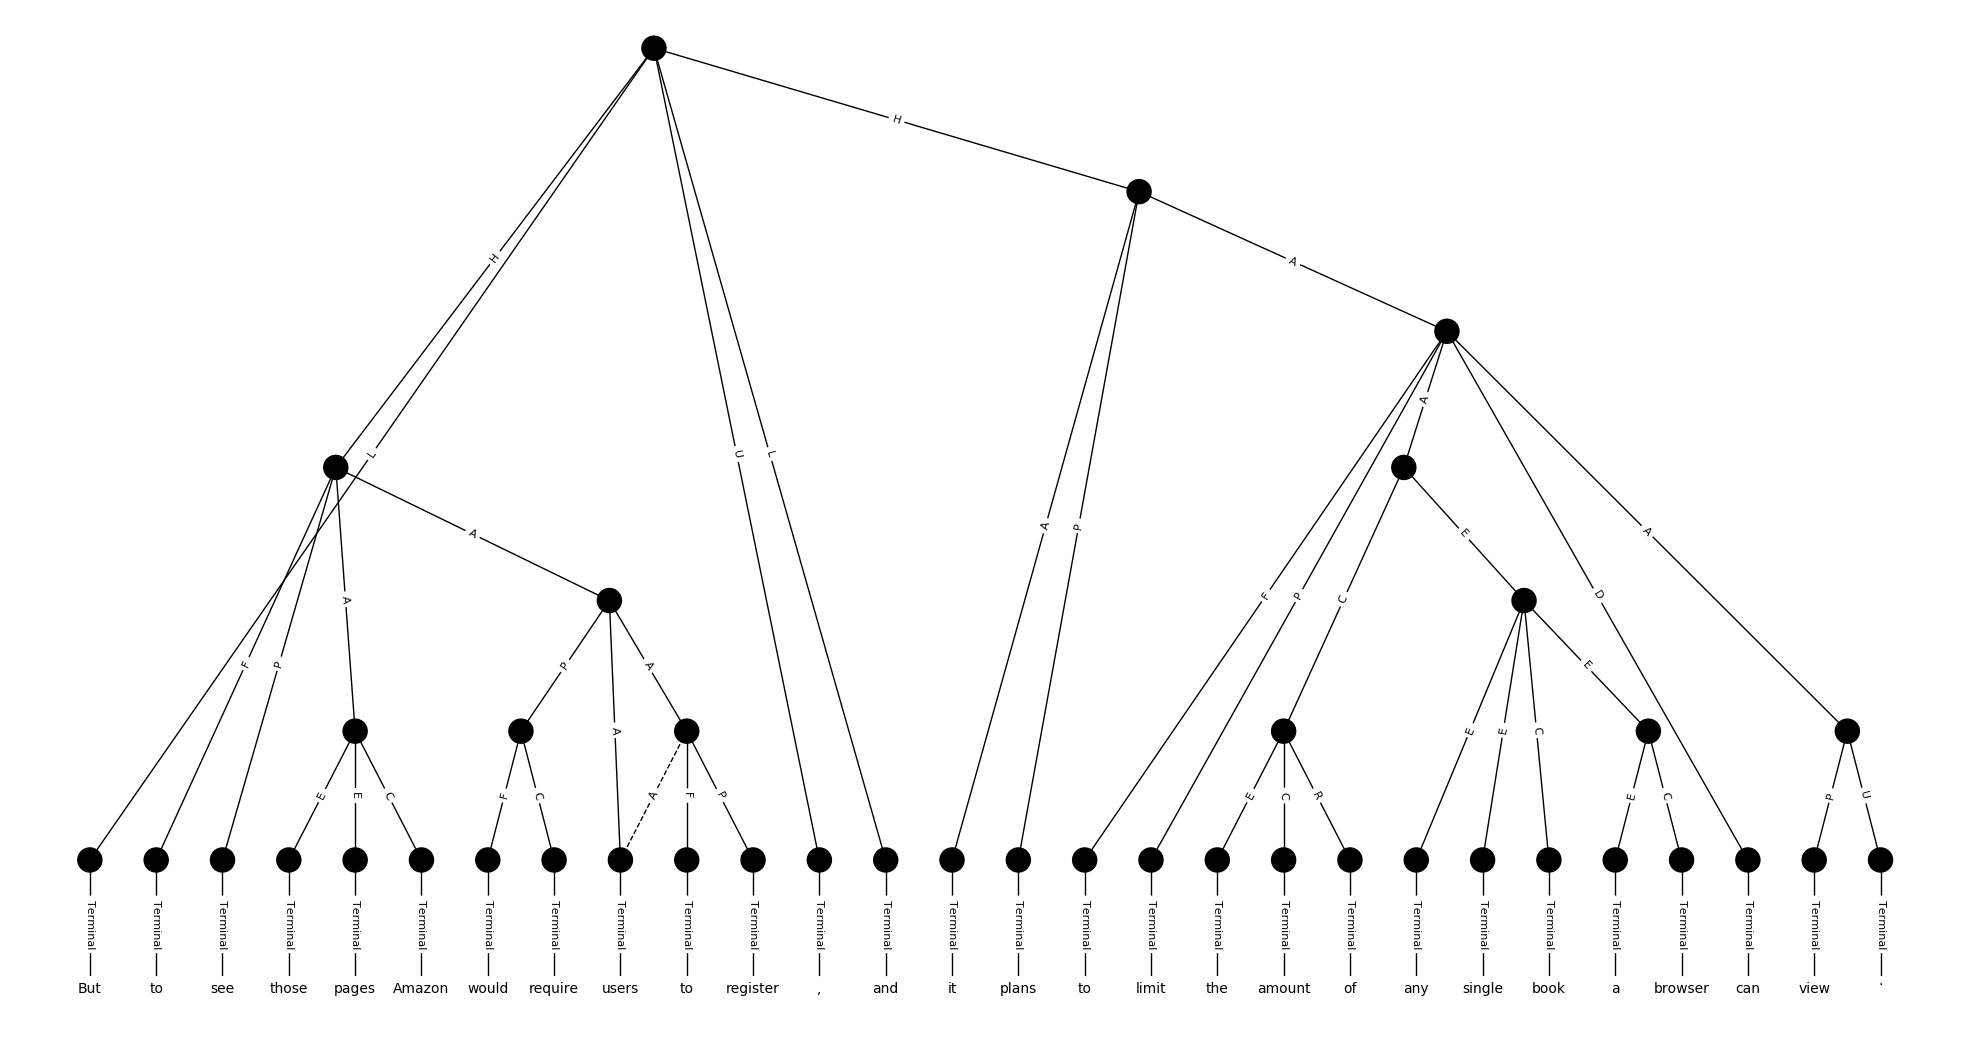 H
A
H
A
L
U
L
A
P
A
E
A
F
P
C
D
A
A
F
P
P
A
E
A
E
E
C
E
E
C
F
C
A
F
P
E
C
R
E
C
P
U
Terminal Terminal Terminal Terminal Terminal Terminal Terminal Terminal Terminal Terminal Terminal Terminal Terminal Terminal Terminal Terminal Terminal Terminal Terminal Terminal Terminal Terminal Terminal Terminal Terminal Terminal Terminal Terminal
But to see those pages Amazon would require users to register , and it plans to limit the amount of any single book a browser can view .